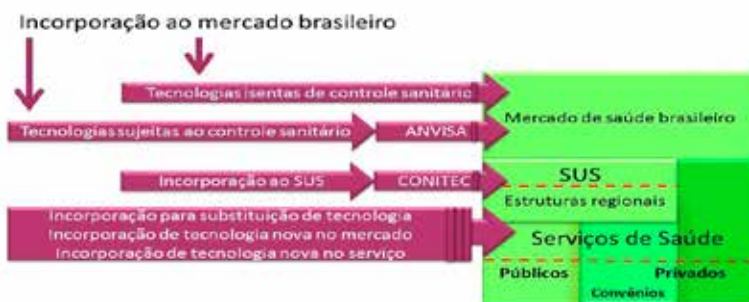 Incorporação ao mercado brasileiro
Tecnologias isentas de controle sanitário
Mercado de saúde brasileiro
Tecnologias sujeitas ao controle sanitário
ANVISA
Incorporação ao SUS
CONITEC
SUS
Estruturas regionais
Incorporação para substituição de tecnologia
Incorporação de tecnologia nova no mercado
Incorporação de tecnologia nova no serviço
Serviços de Saúde
Públicos
Privados
Convênios